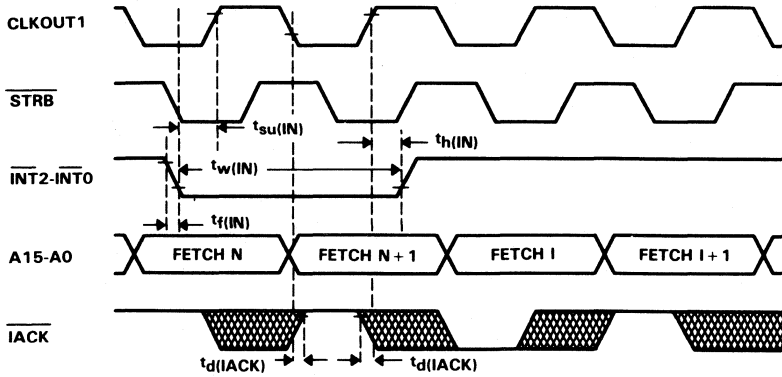 CLKOUT1
STRB
tsu(IN)
th(IN)
tw(IN)
INT2-INT0
tf(IN)
A15-A0
FETCH N
FETCH N + 1
FETCH I
FETCH I + 1
IACK
td(IACK)
td(IACK)